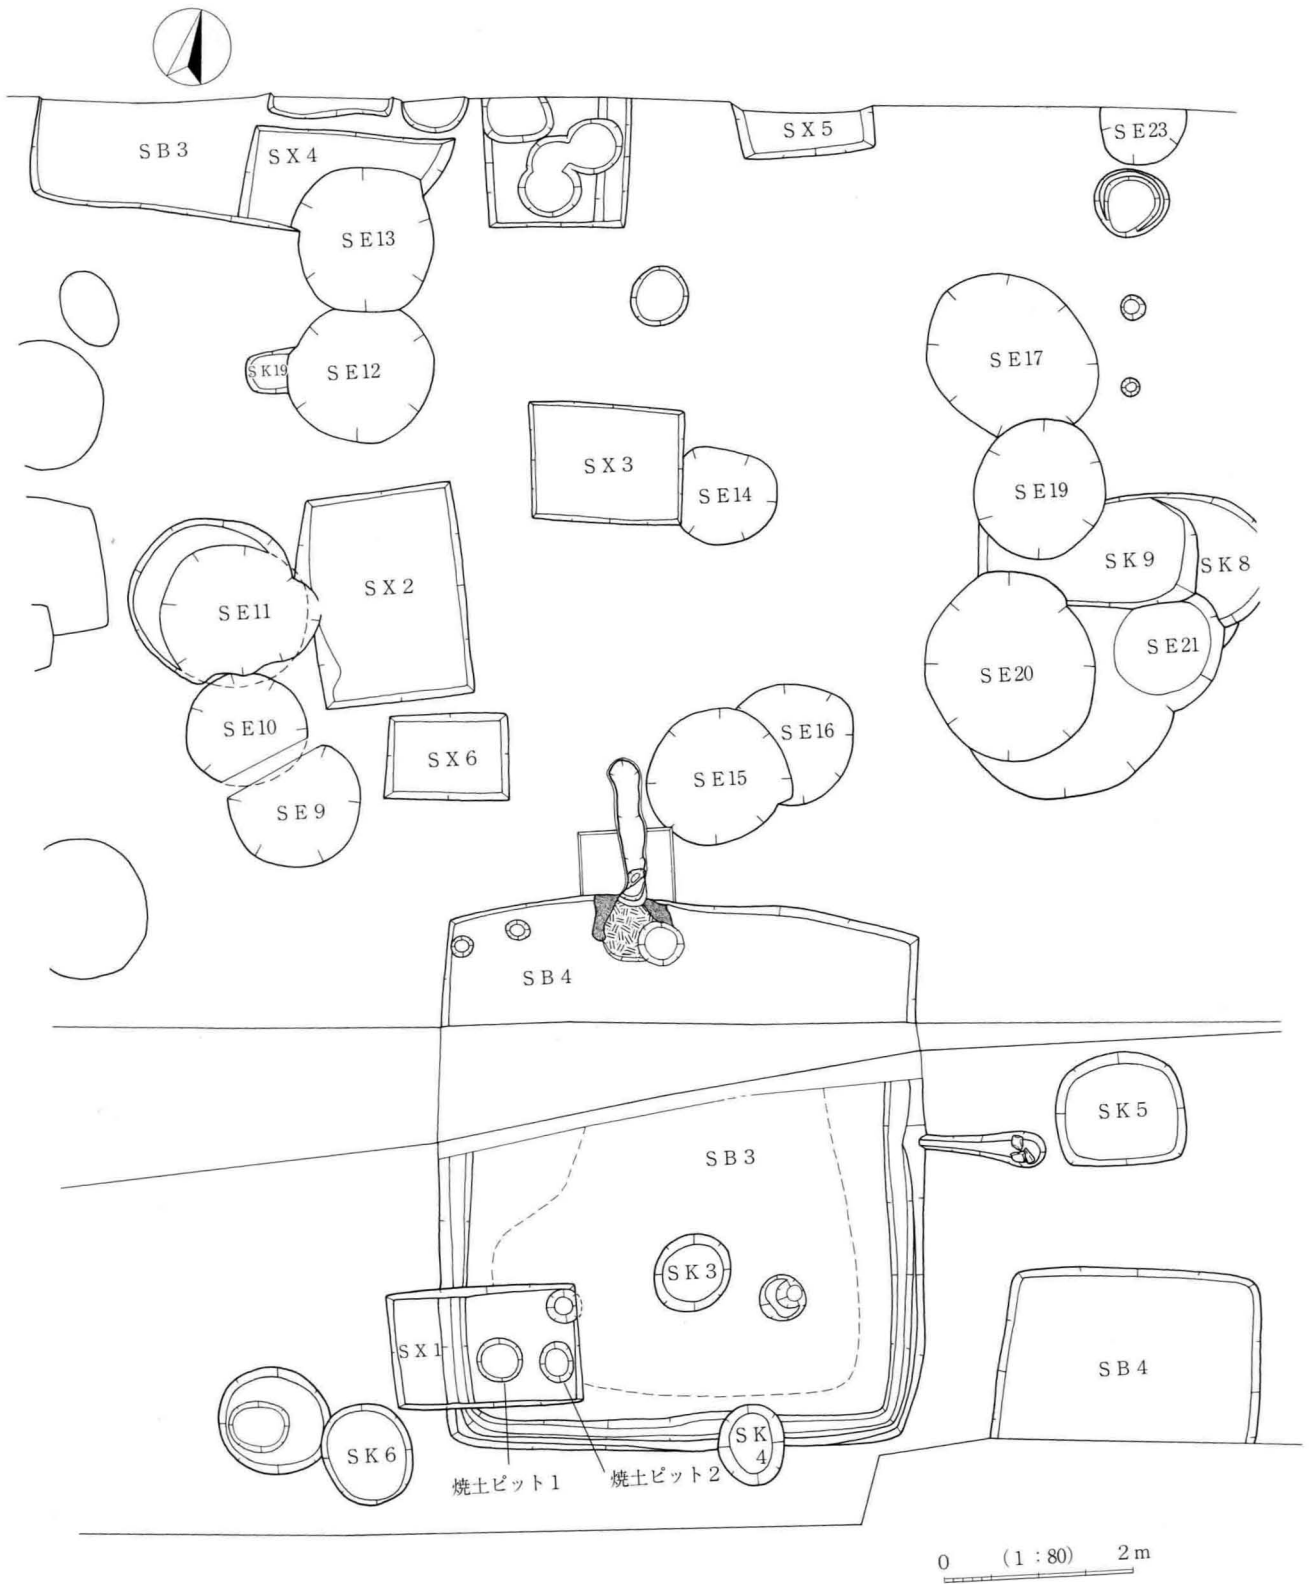 SB3
SX4
SX5
SE23
SE13
SK19
SE12
SE17
SX3
SE14
SE19
SX2
SE11
SK9
SK8
SE10
SE20
SE21
SX6
SE16
SE15
SE9
SB4
SK5
SB3
SK3
SX1
SB4
SK6
SK
4
焼土ピット1
焼土ピット2
0 (1:80) 2m